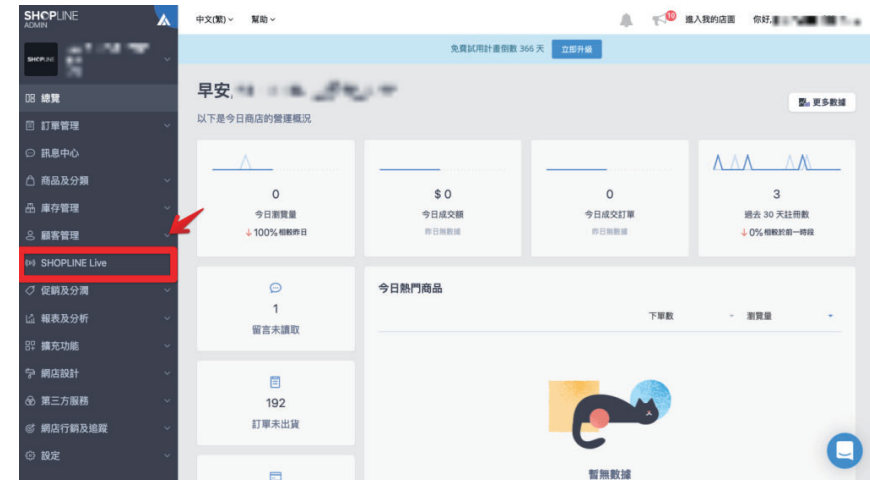 SHOPLINE
ADMIN
中文(繁)
幫助
10
進入我的店面
你好,
SHOPLINE
免費試用計畫倒數 366 天
立即升級
總覽
訂單管理
訊息中心
商品及分類
庫存管理
顧客管理
SHOPLINE Live
促銷及分潤
報表及分析
擴充功能
網店設計
第三方服務
網店行銷及追蹤
設定
早安,
以下是今日商店的營運概況
更多數據
0
今日瀏覽量
↓100% 相較昨日
$ 0
今日成交額
昨日無數據
0
今日成交訂單
昨日無數據
3
過去 30 天註冊數
↓0% 相較於前一時段
1
留言未讀取
192
訂單未出貨
今日熱門商品
下單數
-
瀏覽量
暫無數據